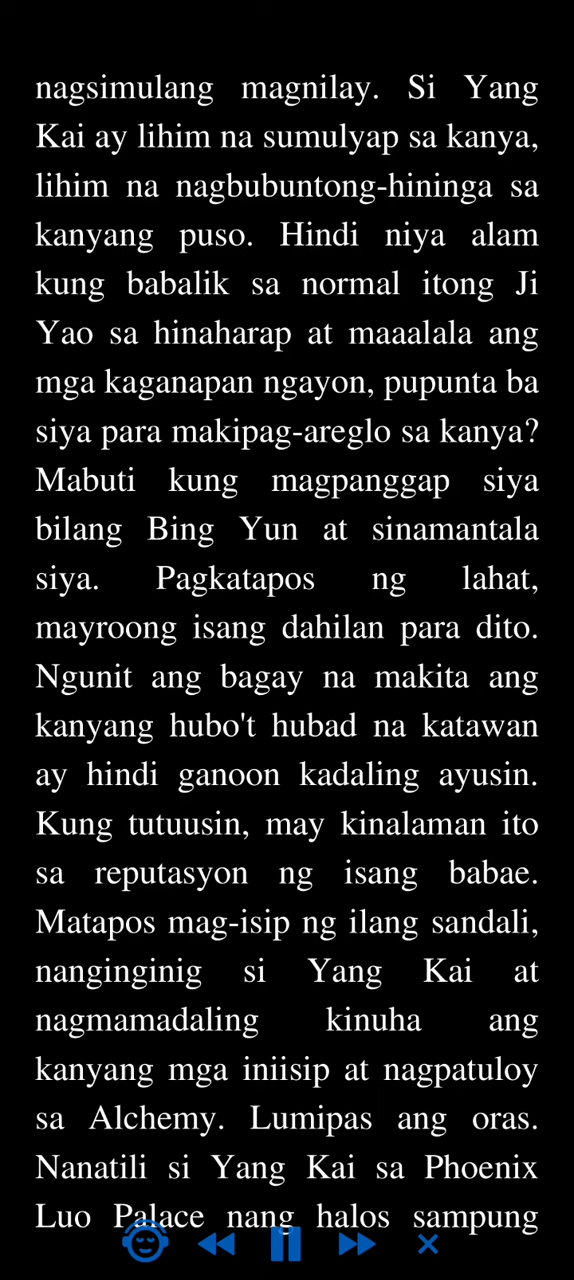 nagsimulang magnilay. Si Yang
Kai ay lihim na sumulyap sa kanya,
lihim na nagbubuntong-hininga sa
kanyang puso. Hindi niya alam
kung babalik sa normal itong Ji
Yao sa hinaharap at maaalala ang
mga kaganapan ngayon, pupunta ba
siya para makipag-areglo sa kanya?
Mabuti kung magpanggap siya
bilang Bing Yun at sinamantala
siya. Pagkatapos ng lahat,
mayroong isang dahilan para dito.
Ngunit ang bagay na makita ang
kanyang hubo't hubad na katawan
ay hindi ganoon kadaling ayusin.
Kung tutuusin, may kinalaman ito
sa reputasyon ng isang babae.
Matapos mag-isip ng ilang sandali,
nanginginig si Yang Kai at
nagmamadaling kinuha ang
kanyang mga iniisip at nagpatuloy
sa Alchemy. Lumipas ang oras.
Nanatili si Yang Kai sa Phoenix
Luo Palace nang halos sampung